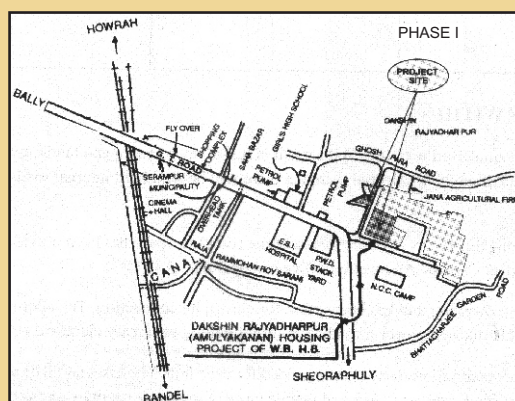 HOWRAH
PHASE I
PROJECT
SITE
BALLY
FLY OVER
G. T. ROAD
SHOPPING
COMPLEX
SAHA BAZAR
GIRLS HIGH SCHOOL
DAKSHIN
RAJYADHAR PUR
GHOSH PARA ROAD
SERAMPUR
MUNICIPALITY
PETROL
PUMP
PETROL
PUMP
JANA AGRICULTURAL FIRM
CINEMA
HALL
OVERHEAD
TANK
E.S.I
HOSPITAL
P.W.D.
STACK
YARD
CANAL
RAJA RAMMOHAN ROY SARANI
N.C.C. CAMP
BHATTACHARJEE GARDEN ROAD
DAKSHIN RAJYADHARPUR
(AMULYAKANAN) HOUSING
PROJECT OF W.B. H.B.
SHEORAPHULY
BANDEL